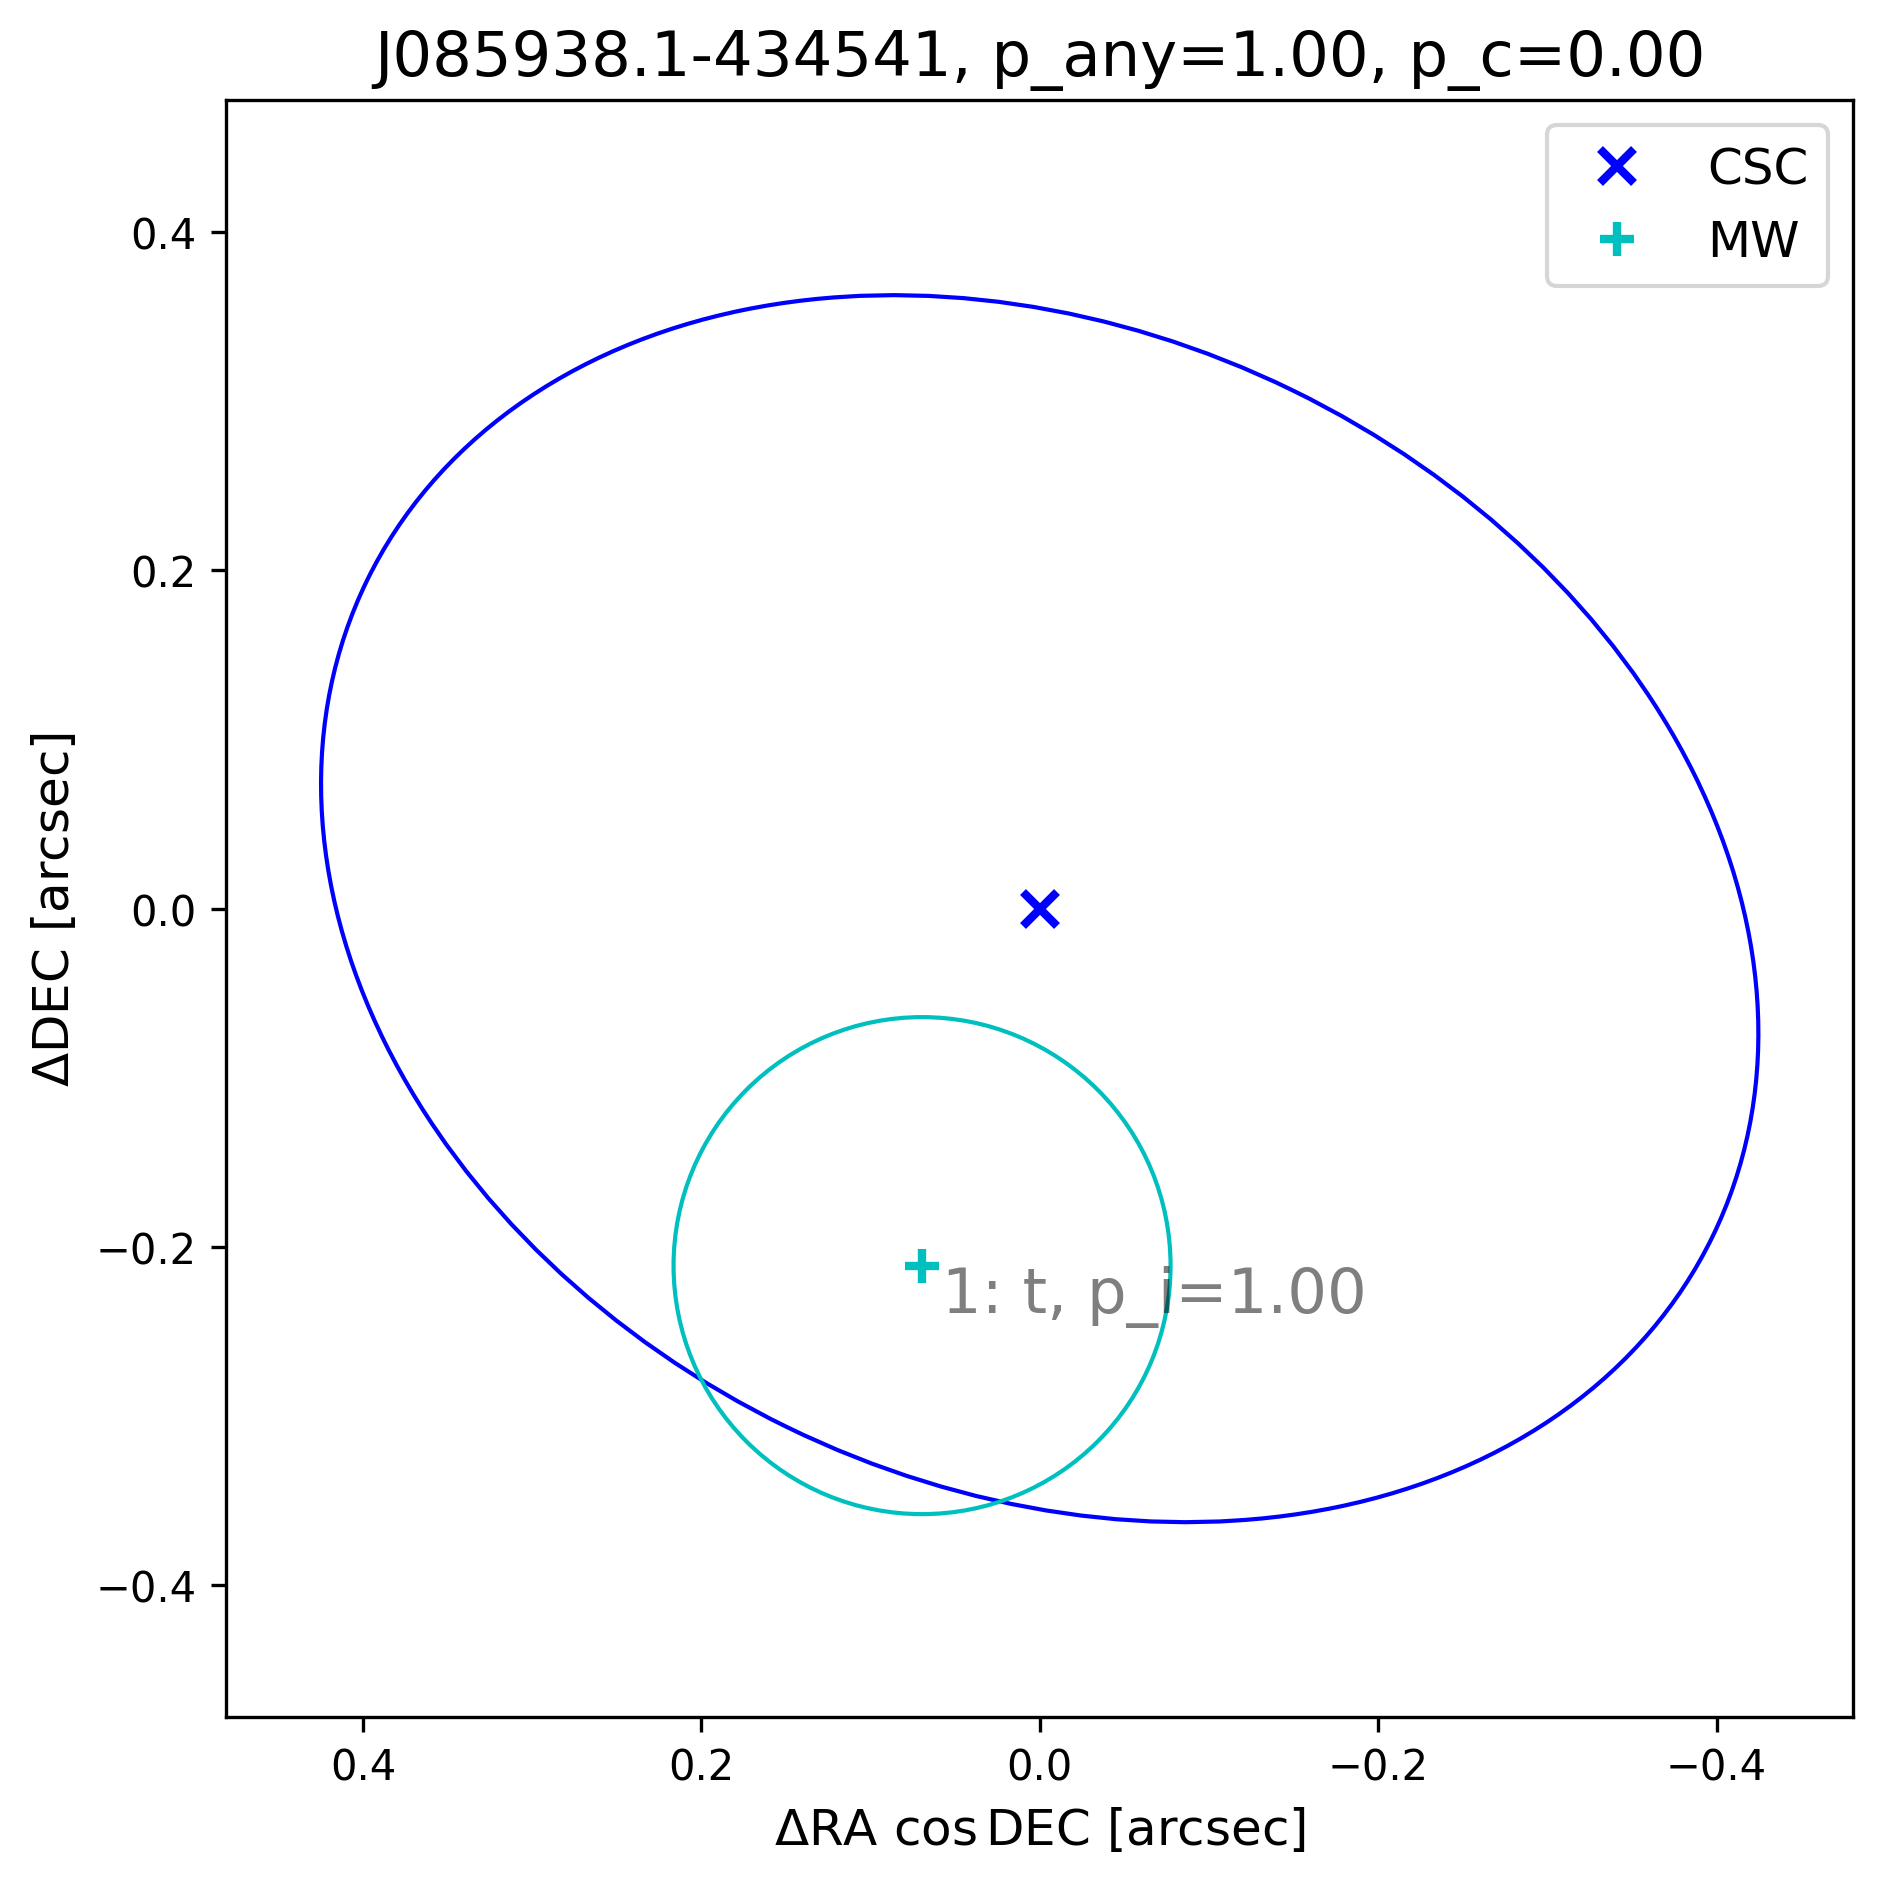 J085938.1-434541, p_any=1.00, p_c=0.00
CSC
MW
0.4
0.2
0.0
−0.2
−0.4
ΔDEC [arcsec]
1: t, p_i=1.00
0.4
0.2
0.0
−0.2
−0.4
ΔRA cos DEC [arcsec]